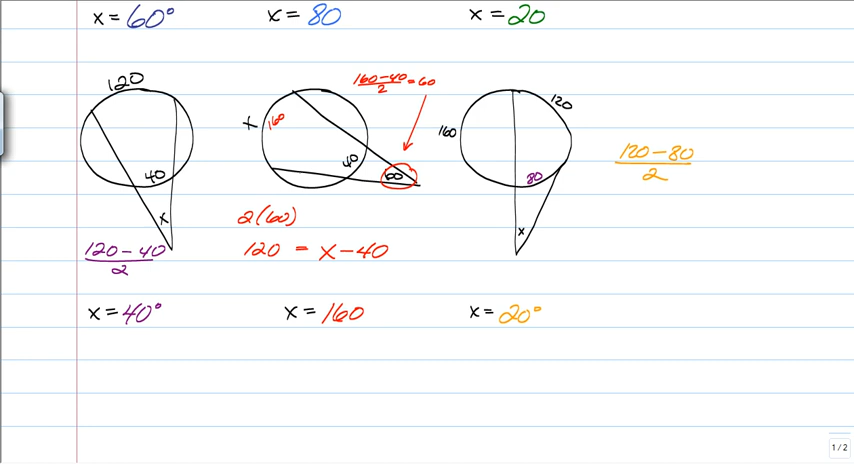 x = 60°
x = 80
x = 20
120
40
x
(120 - 40)/2
x = 40°
(160 - 40)/2 = 60
x
160
40
60
2(60)
120 = x - 40
x = 160
160
120
80
x
(120 - 80)/2
x = 20°
1 / 2